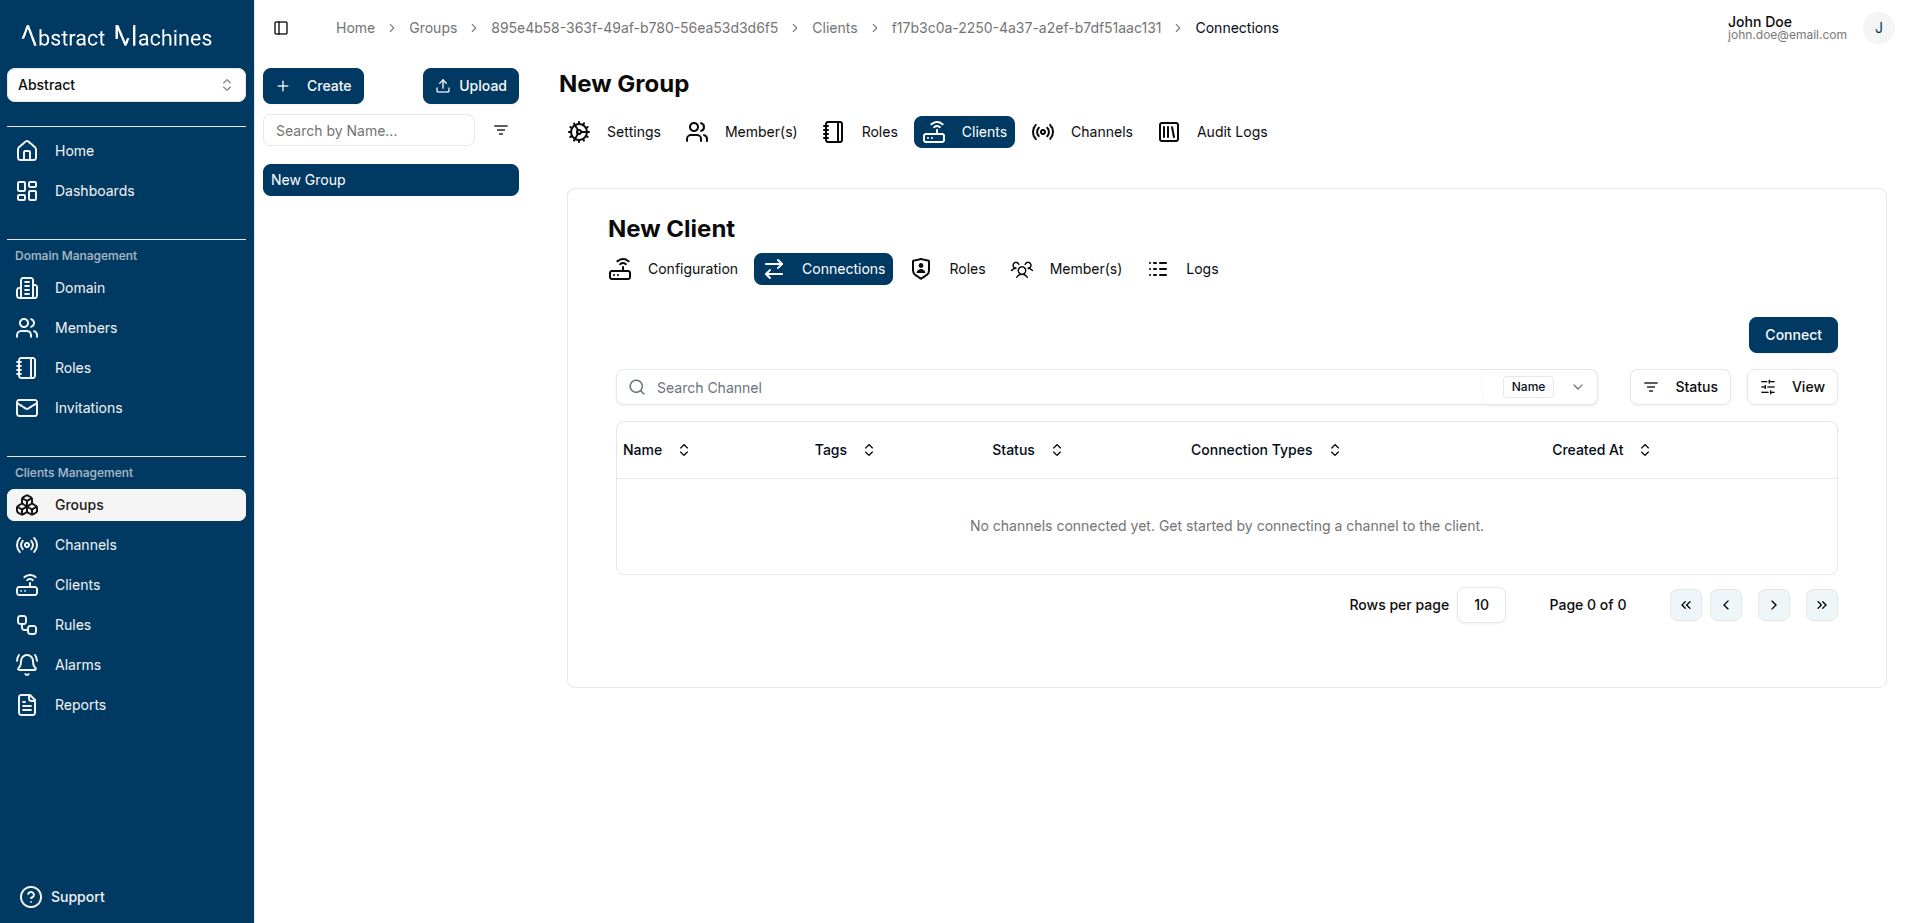 Abstract Machines
Abstract
Home
Dashboards
Domain Management
Domain
Members
Roles
Invitations
Clients Management
Groups
Channels
Clients
Rules
Alarms
Reports
Support
Home > Groups > 895e4b58-363f-49af-b780-56ea53d3d6f5 > Clients > f17b3c0a-2250-4a37-a2ef-b7df51aac131 > Connections
John Doe
john.doe@email.com
J
Create
Upload
Search by Name...
New Group
New Group
Settings Member(s) Roles Clients Channels Audit Logs
New Client
Configuration Connections Roles Member(s) Logs
Connect
Search Channel Name Status View
Name Tags Status Connection Types Created At
No channels connected yet. Get started by connecting a channel to the client.
Rows per page 10 Page 0 of 0